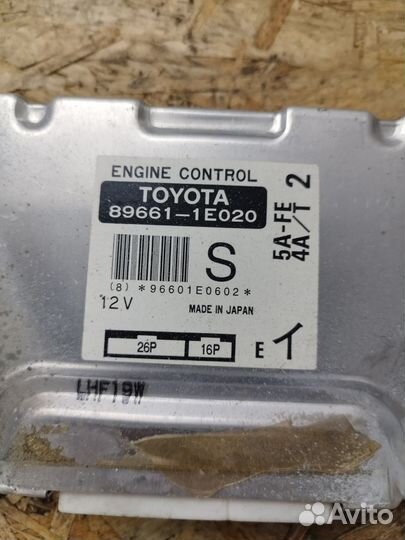 ENGINE CONTROL
TOYOTA
89661-1E020
5A-FE 2
4A/T
S
(8) *96601E0602*
12V
MADE IN JAPAN
26P 16P
E イ
LHF19W
Avito